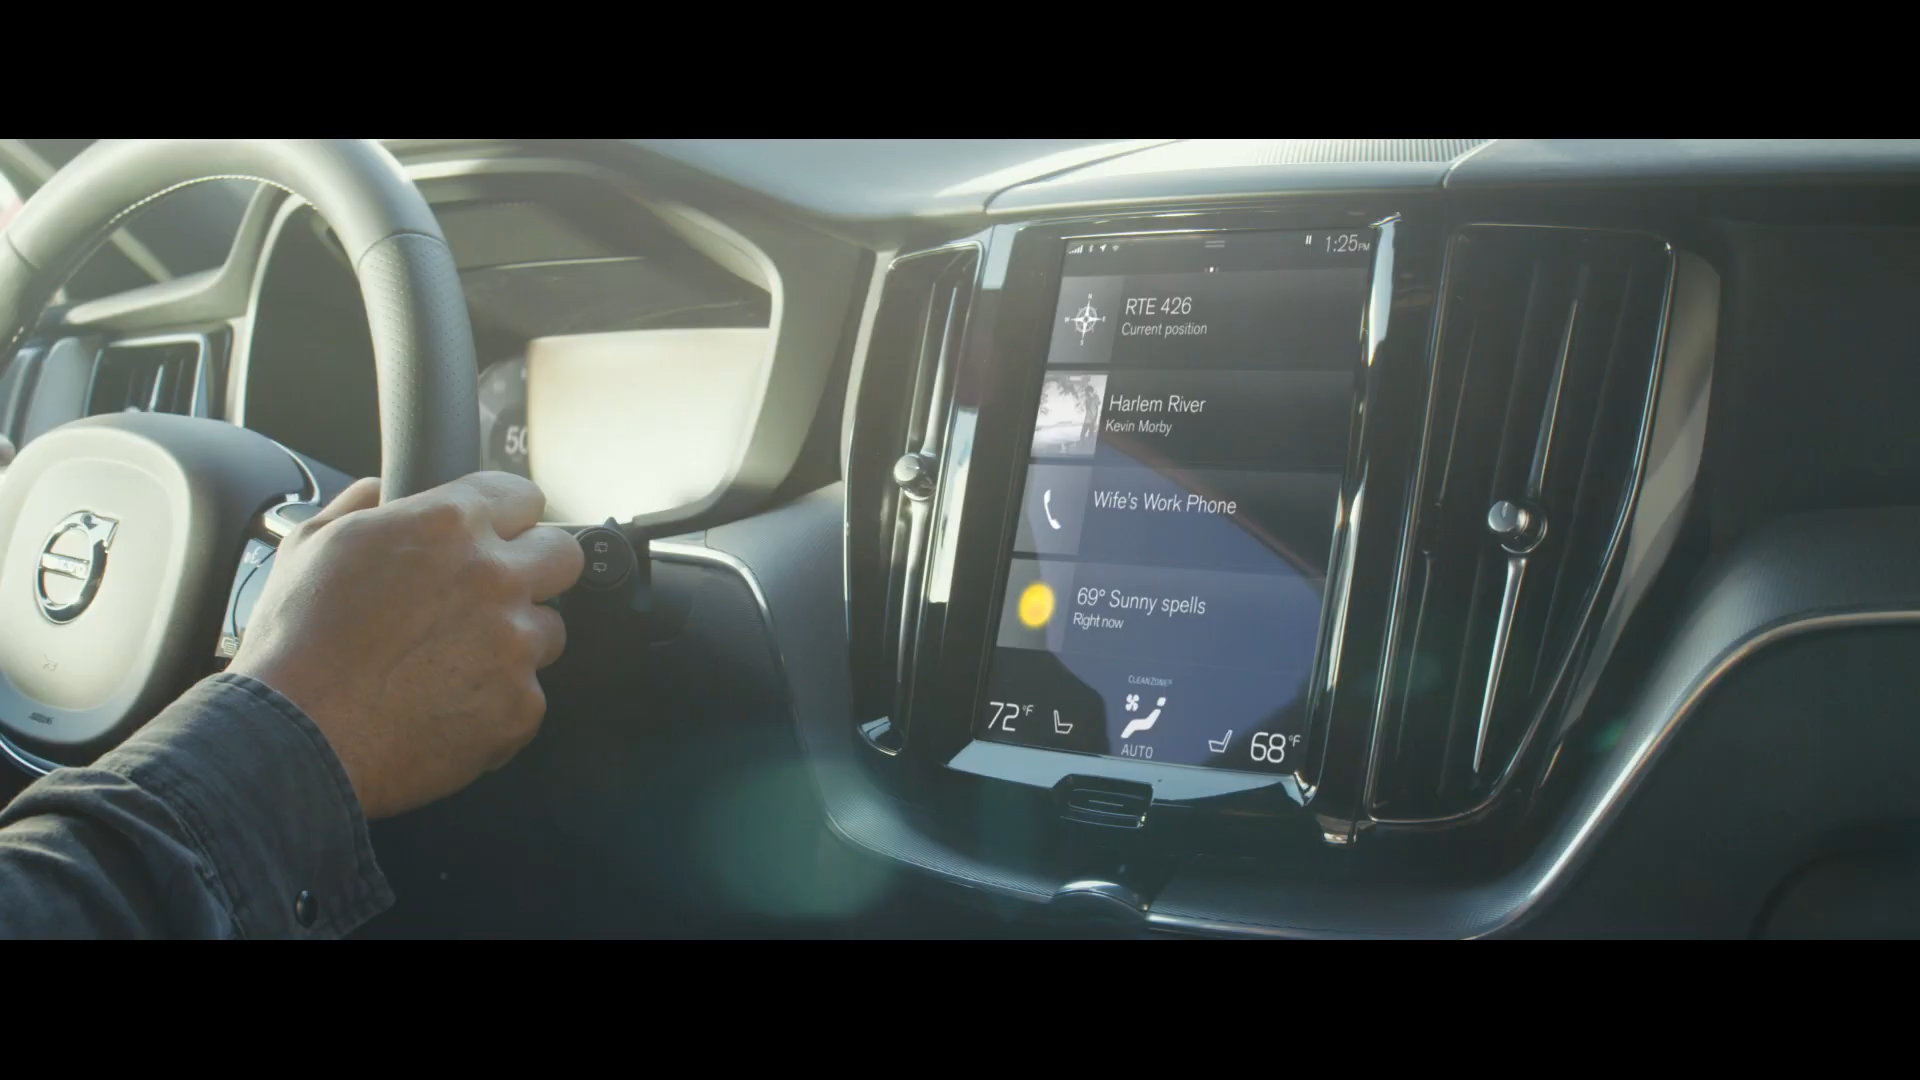 1:25PM
RTE 426
Current position
Harlem River
Kevin Morby
Wife's Work Phone
69° Sunny spells
Right now
CLEANZONE
72°F
AUTO
68°F
50
VOLVO